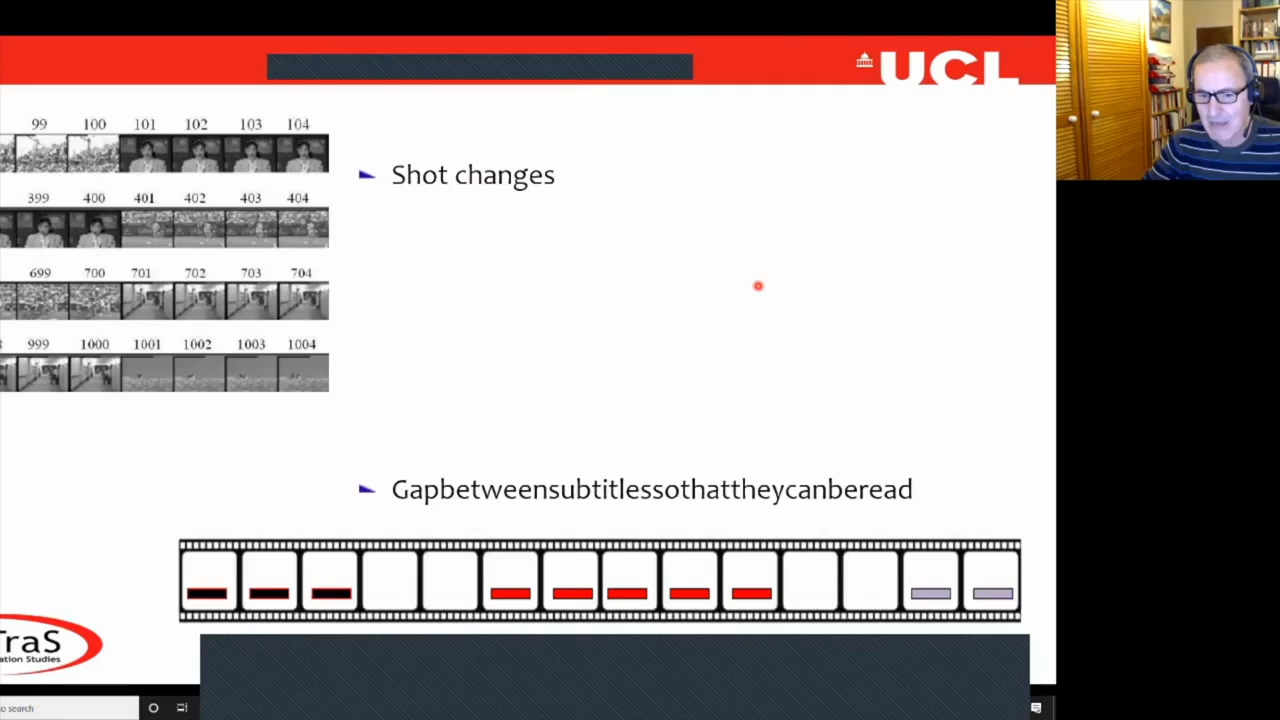 UCL
99 100 101 102 103 104
Shot changes
399 400 401 402 403 404
699 700 701 702 703 704
999 1000 1001 1002 1003 1004
Gapbetweensubtitlessothattheycanberead
TraS
ation Studies
o search